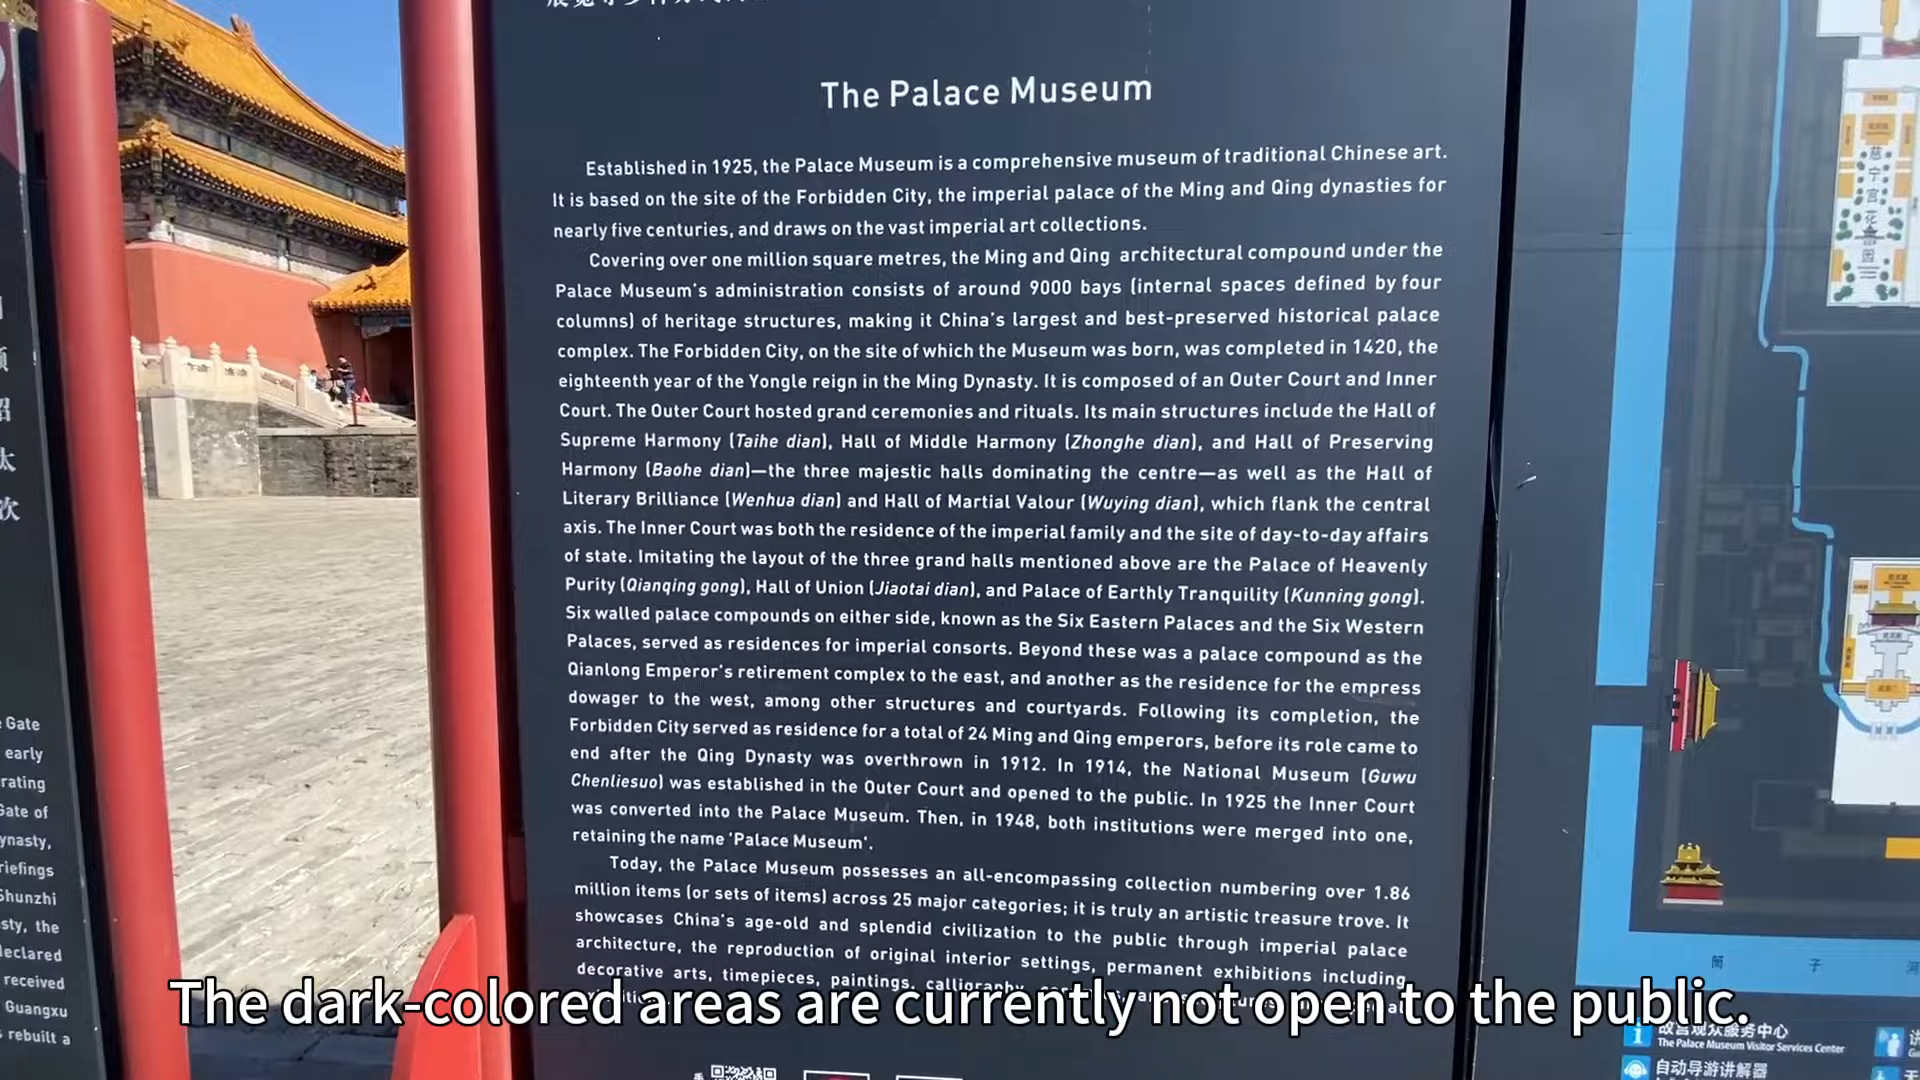 The Palace Museum
Established in 1925, the Palace Museum is a comprehensive museum of traditional Chinese art.
It is based on the site of the Forbidden City, the imperial palace of the Ming and Qing dynasties for
nearly five centuries, and draws on the vast imperial art collections.
Covering over one million square metres, the Ming and Qing architectural compound under the
Palace Museum's administration consists of around 9000 bays (internal spaces defined by four
columns) of heritage structures, making it China's largest and best-preserved historical palace
complex. The Forbidden City, on the site of which the Museum was born, was completed in 1420, the
eighteenth year of the Yongle reign in the Ming Dynasty. It is composed of an Outer Court and Inner
Court. The Outer Court hosted grand ceremonies and rituals. Its main structures include the Hall of
Supreme Harmony (Taihe dian), Hall of Middle Harmony (Zhonghe dian), and Hall of Preserving
Harmony (Baohe dian)—the three majestic halls dominating the centre—as well as the Hall of
Literary Brilliance (Wenhua dian) and Hall of Martial Valour (Wuying dian), which flank the central
axis. The Inner Court was both the residence of the imperial family and the site of day-to-day affairs
of state. Imitating the layout of the three grand halls mentioned above are the Palace of Heavenly
Purity (Qianqing gong), Hall of Union (Jiaotai dian), and Palace of Earthly Tranquility (Kunning gong).
Six walled palace compounds on either side, known as the Six Eastern Palaces and the Six Western
Palaces, served as residences for imperial consorts. Beyond these was a palace compound as the
Qianlong Emperor's retirement complex to the east, and another as the residence for the empress
dowager to the west, among other structures and courtyards. Following its completion, the
Forbidden City served as residence for a total of 24 Ming and Qing emperors, before its role came to
end after the Qing Dynasty was overthrown in 1912. In 1914, the National Museum (Guwu
Chenliesuo) was established in the Outer Court and opened to the public. In 1925 the Inner Court
was converted into the Palace Museum. Then, in 1948, both institutions were merged into one,
retaining the name 'Palace Museum'.
Today, the Palace Museum possesses an all-encompassing collection numbering over 1.86
million items (or sets of items) across 25 major categories; it is truly an artistic treasure trove. It
showcases China's age-old and splendid civilization to the public through imperial palace
architecture, the reproduction of original interior settings, permanent exhibitions including
decorative arts, timepieces, paintings, calligraphy,
The dark-colored areas are currently not open to the public.
Gate
early
rating
Gate of
ynasty,
riefings
Shunzhi
sty, the
declared
received
Guangxu
rebuilt a
太
次
慈宁宫花园
筒 子 河
故宫观众服务中心
The Palace Museum Visitor Services Center
自动导游讲解器